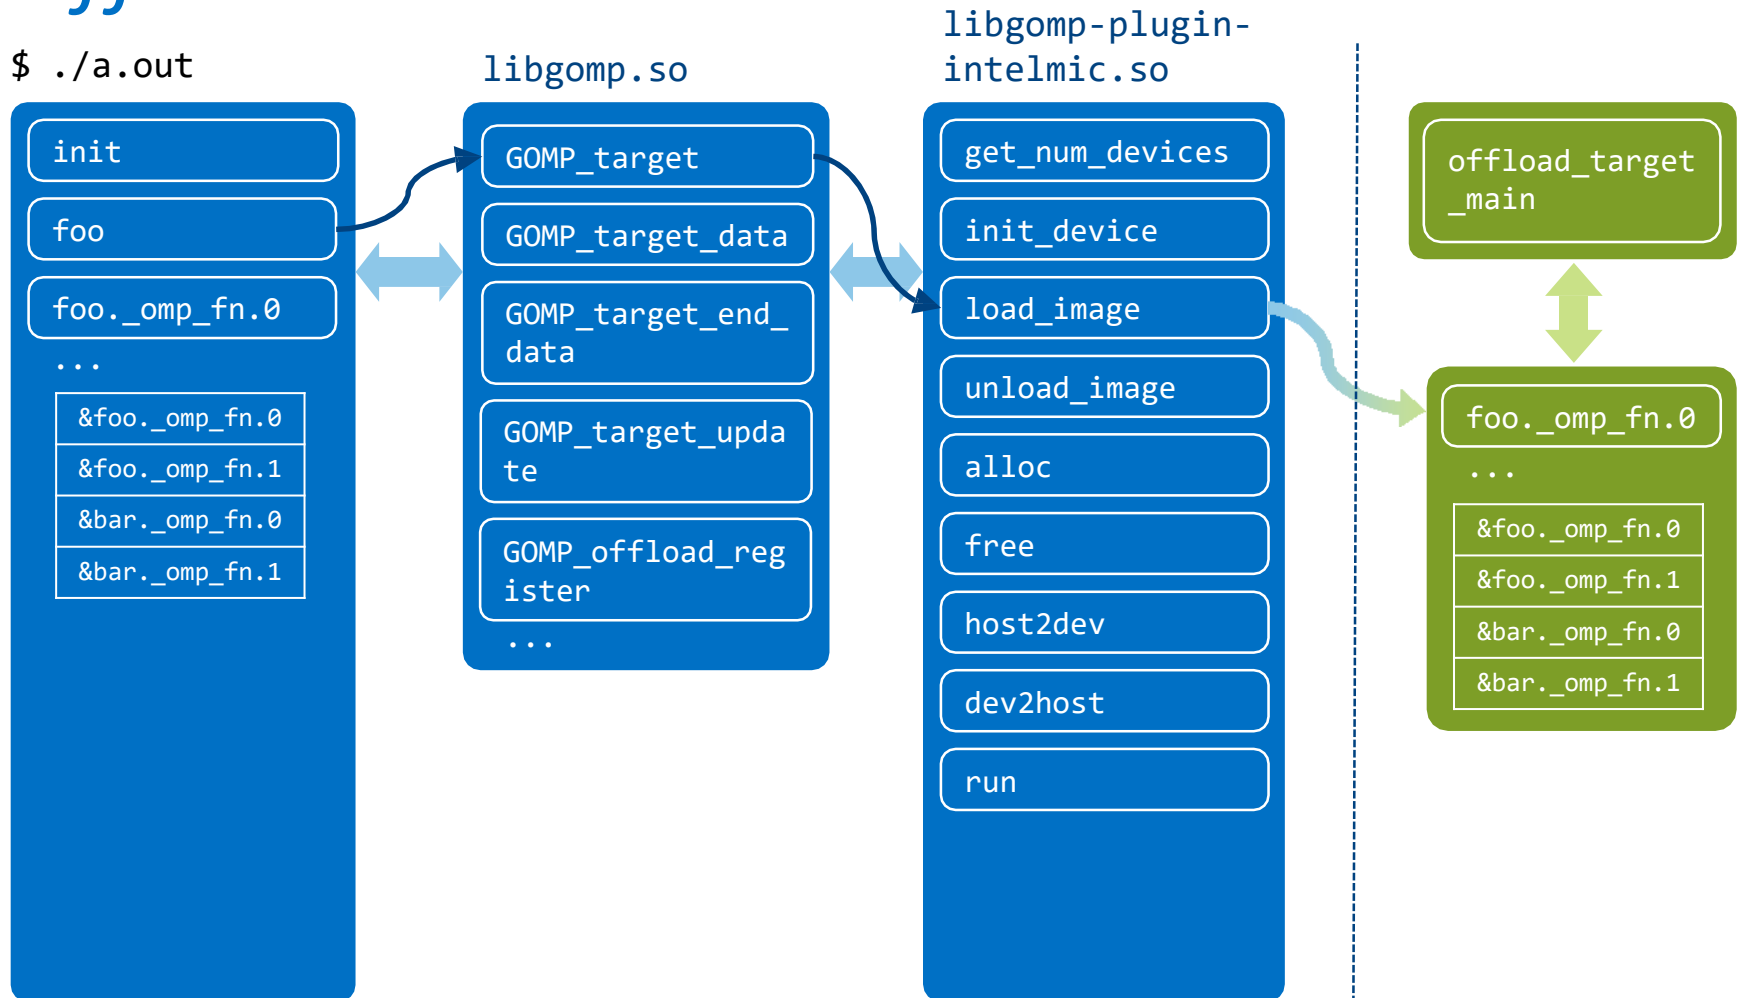 $ ./a.out
init
foo
foo._omp_fn.0
...
&foo._omp_fn.0
&foo._omp_fn.1
&bar._omp_fn.0
&bar._omp_fn.1
libgomp.so
GOMP_target
GOMP_target_data
GOMP_target_end_
data
GOMP_target_upda
te
GOMP_offload_reg
ister
...
libgomp-plugin-
intelmic.so
get_num_devices
init_device
load_image
unload_image
alloc
free
host2dev
dev2host
run
offload_target
_main
foo._omp_fn.0
...
&foo._omp_fn.0
&foo._omp_fn.1
&bar._omp_fn.0
&bar._omp_fn.1